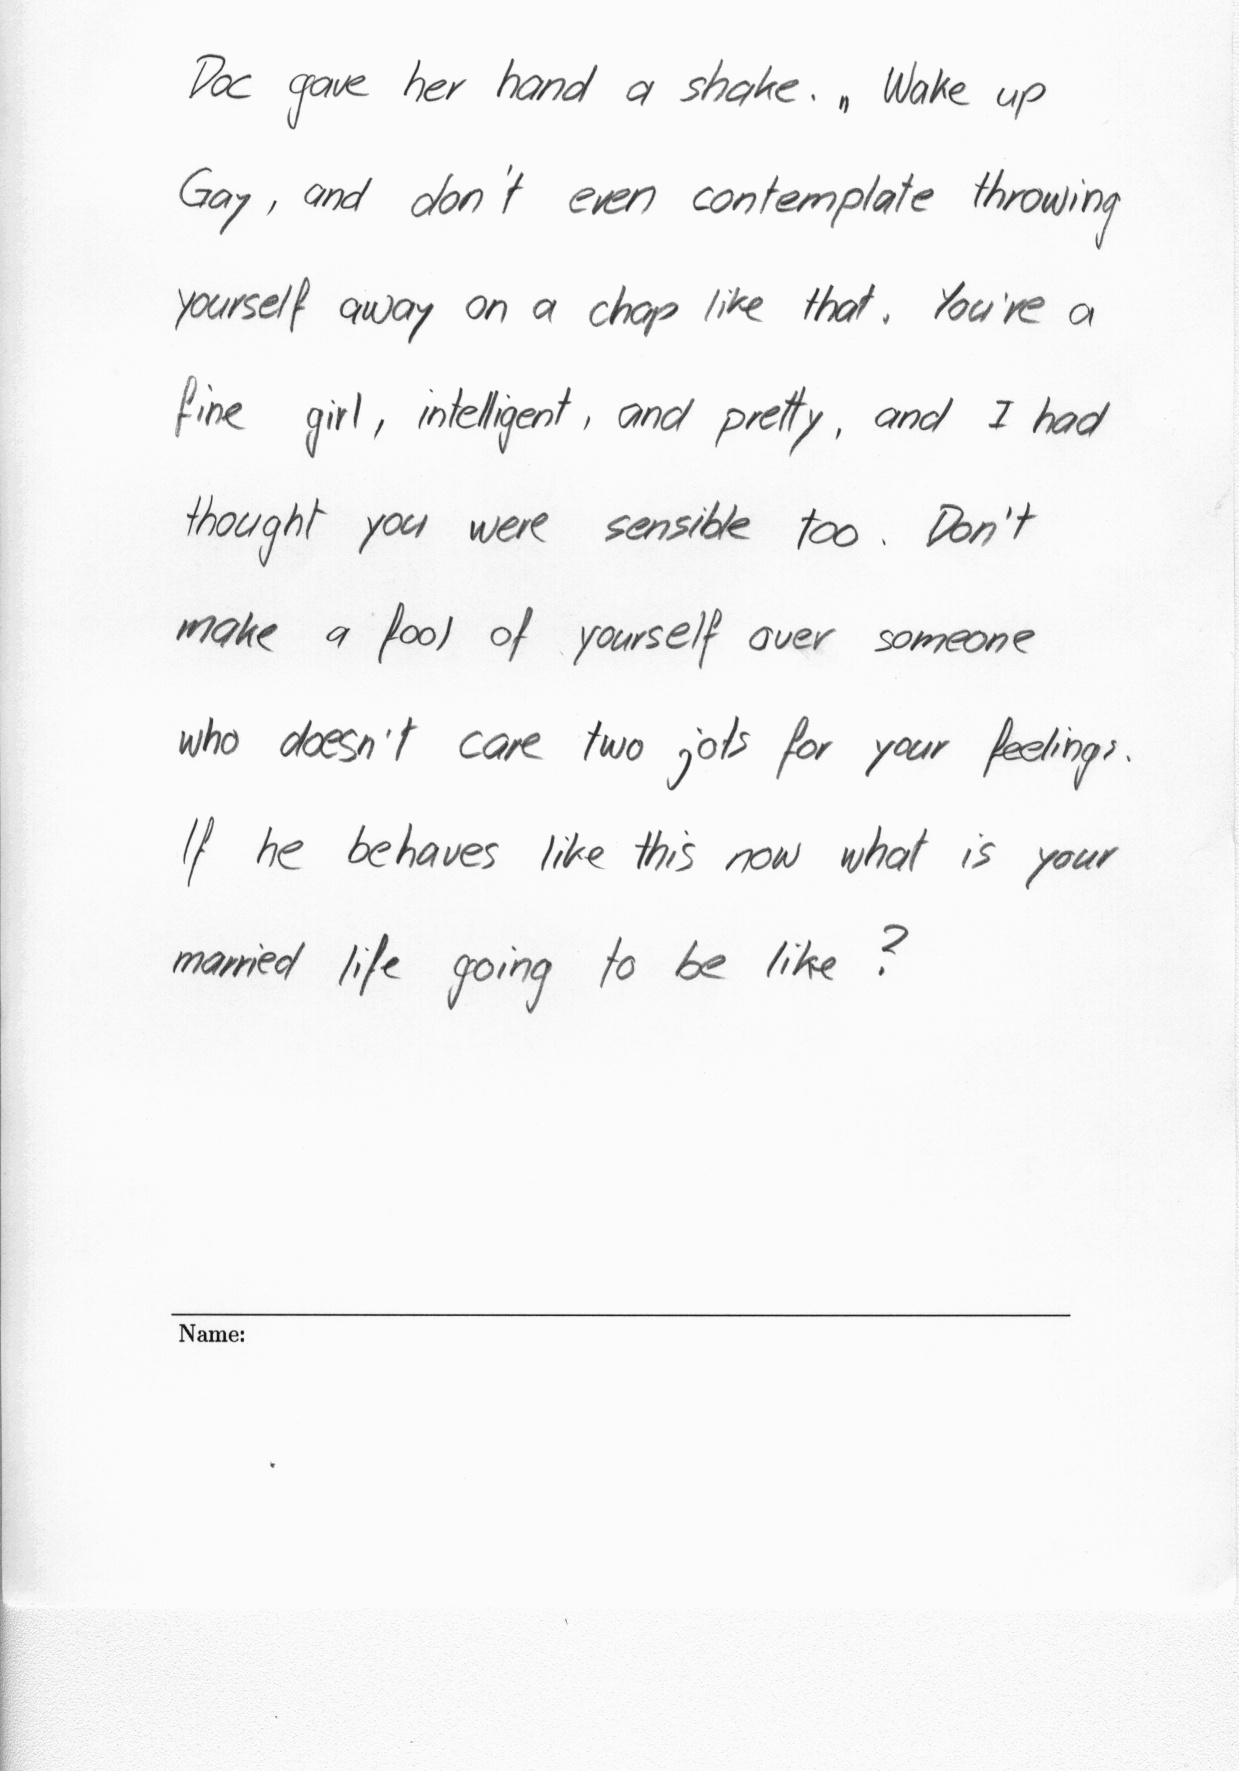 Doc gave her hand a shake. „Wake up
Gay, and don't even contemplate throwing
yourself away on a chap like that. You're a
fine girl, intelligent, and pretty, and I had
thought you were sensible too. Don't
make a fool of yourself over someone
who doesn't care two jots for your feelings.
If he behaves like this now what is your
married life going to be like?
Name: